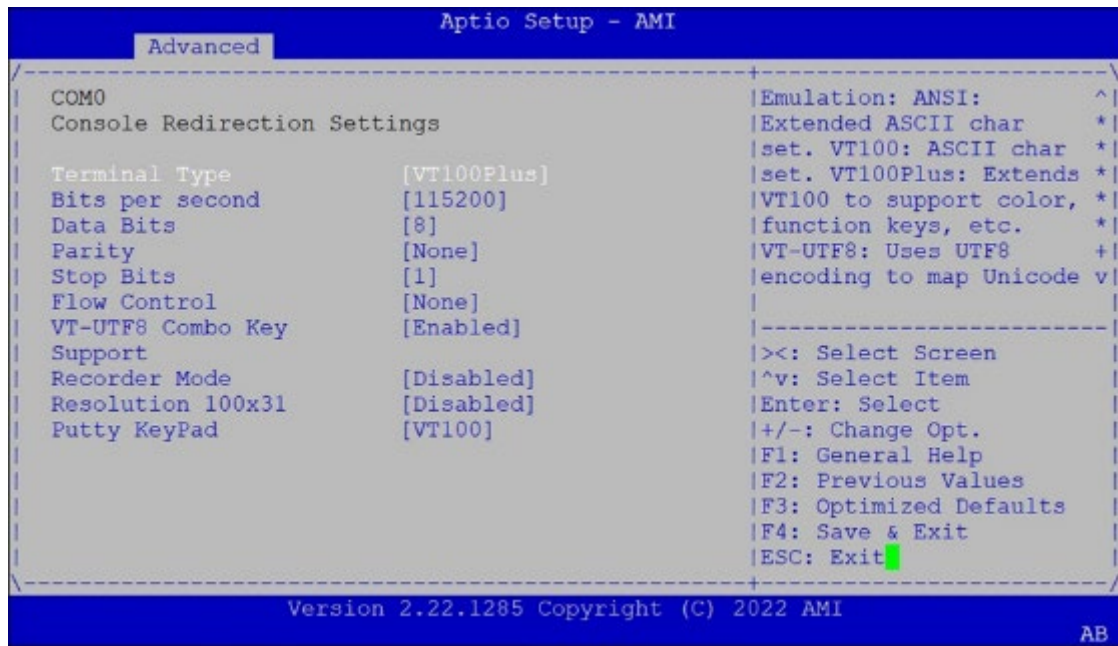 Aptio Setup - AMI
Advanced
COM0
Console Redirection Settings
Terminal Type [VT100Plus]
Bits per second [115200]
Data Bits [8]
Parity [None]
Stop Bits [1]
Flow Control [None]
VT-UTF8 Combo Key [Enabled]
Support
Recorder Mode [Disabled]
Resolution 100x31 [Disabled]
Putty KeyPad [VT100]
|Emulation: ANSI: ^|
|Extended ASCII char *|
|set. VT100: ASCII char *|
|set. VT100Plus: Extends *|
|VT100 to support color, *|
|function keys, etc. *|
|VT-UTF8: Uses UTF8 +|
|encoding to map Unicode v|
|><: Select Screen
|^v: Select Item
|Enter: Select
|+/-: Change Opt.
|F1: General Help
|F2: Previous Values
|F3: Optimized Defaults
|F4: Save & Exit
|ESC: Exit
Version 2.22.1285 Copyright (C) 2022 AMI
AB